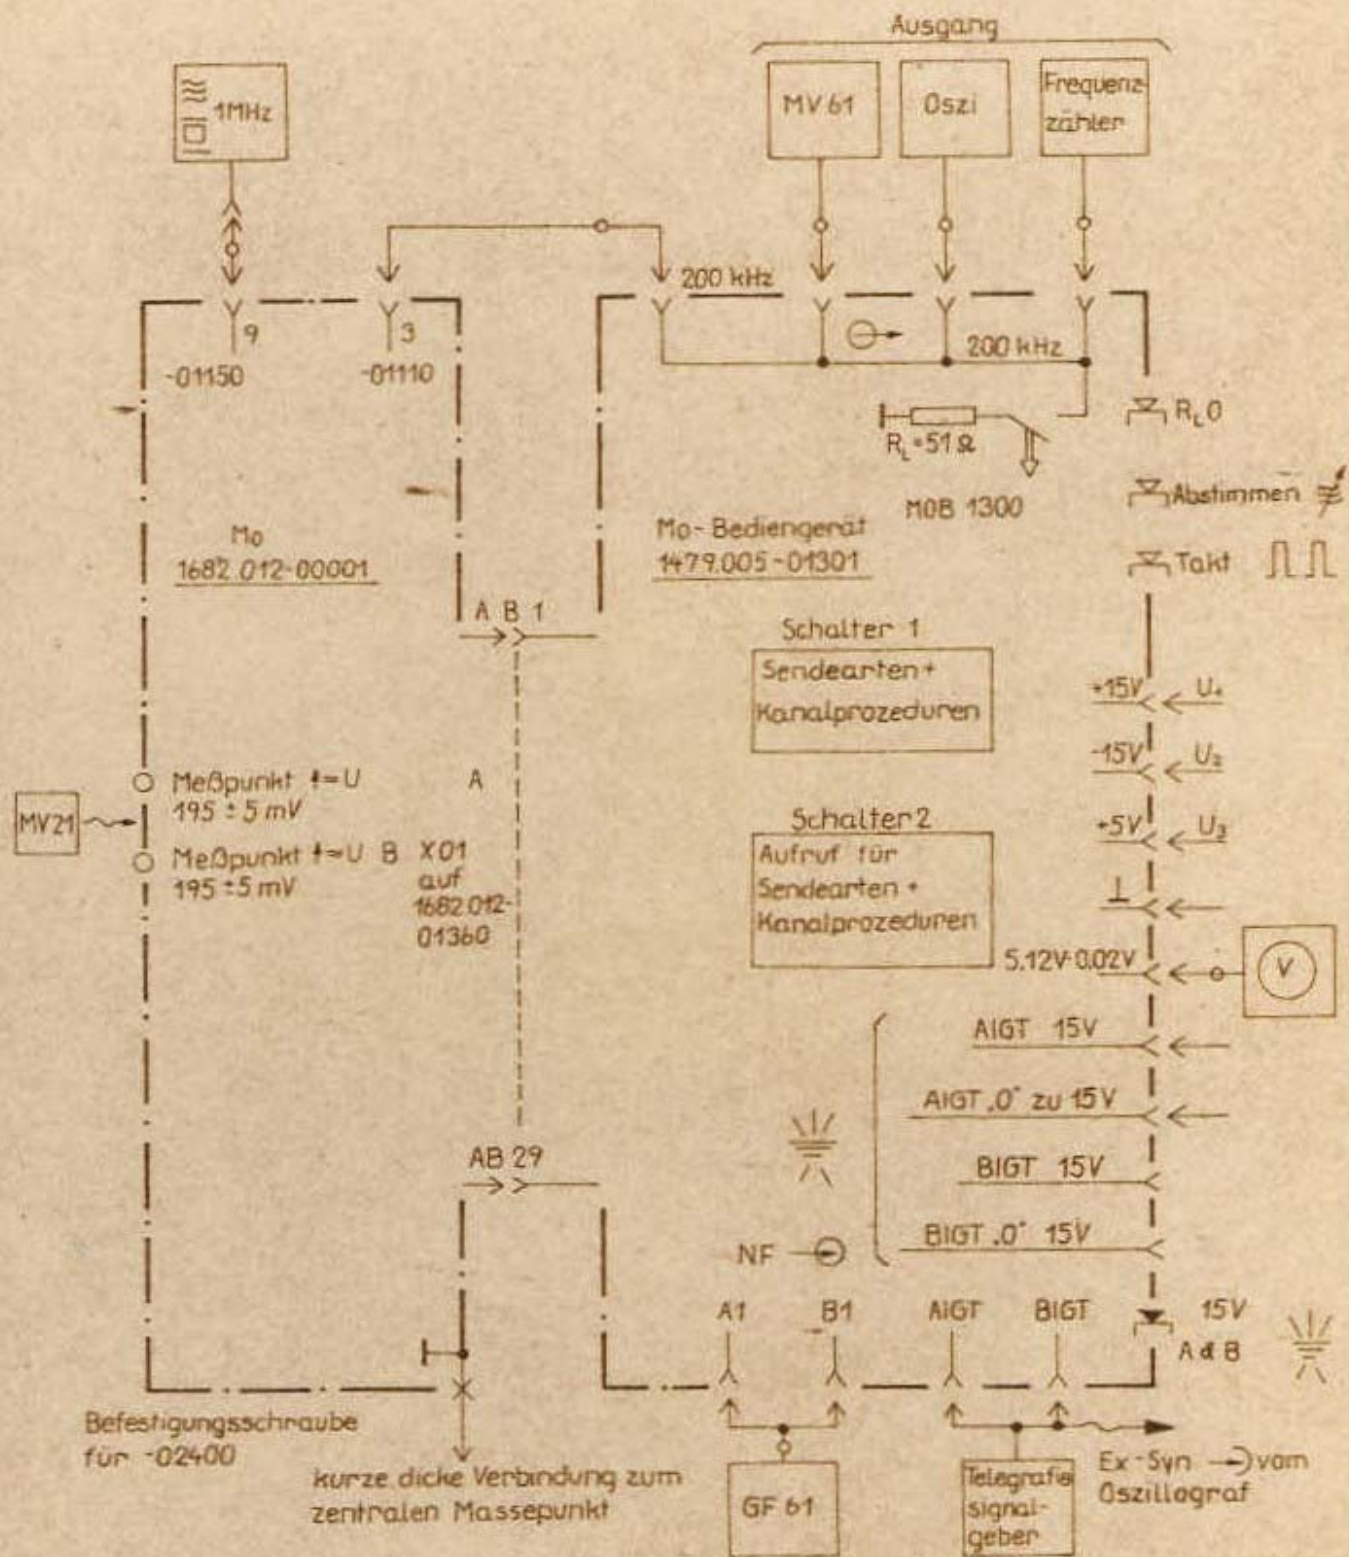 Ausgang
1MHz
MV 61
Oszi
Frequenz-
zähler
200 kHz
9
3
-01150
-01110
200 kHz
R_L 0
R_L=51 Ω
MOB 1300
Abstimmen
Mo
1682.012-00001
Mo-Bediengerät
1479.005-01301
Takt
A B 1
Schalter 1
Sendearten+
Kanalprozeduren
+15V U₁
-15V U₂
+5V U₃
Meßpunkt f=U A
195 ± 5 mV
MV21
Meßpunkt f=U B
195 ± 5 mV
X01
auf
1682.012-
01360
Schalter 2
Aufruf für
Sendearten +
Kanalprozeduren
5.12V-0.02V
V
AIGT 15V
AIGT „0" zu 15V
BIGT 15V
BIGT „0" 15V
AB 29
NF
A1
B1
AIGT
BIGT
15V
A & B
Befestigungsschraube
für -02400
kurze dicke Verbindung zum
zentralen Massepunkt
GF 61
Telegrafie
signal-
geber
Ex-Syn vom
Oszillograf